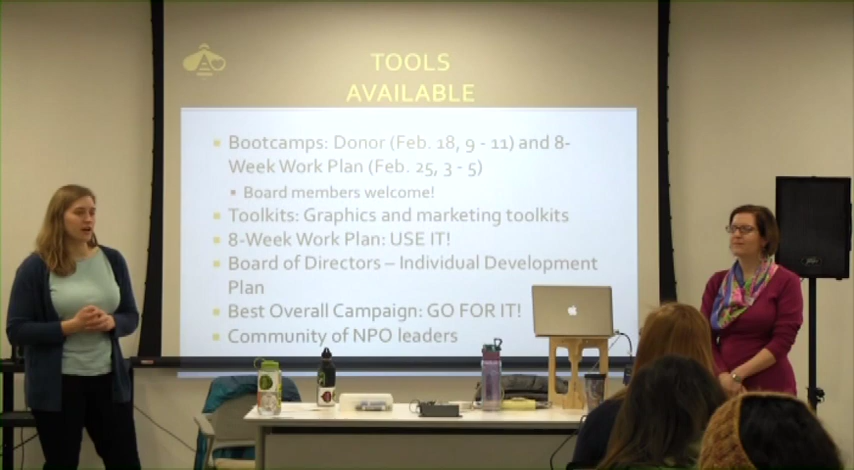 TOOLS
AVAILABLE
Bootcamps: Donor (Feb. 18, 9 - 11) and 8-
Week Work Plan (Feb. 25, 3 - 5)
Board members welcome!
Toolkits: Graphics and marketing toolkits
8-Week Work Plan: USE IT!
Board of Directors – Individual Development
Plan
Best Overall Campaign: GO FOR IT!
Community of NPO leaders